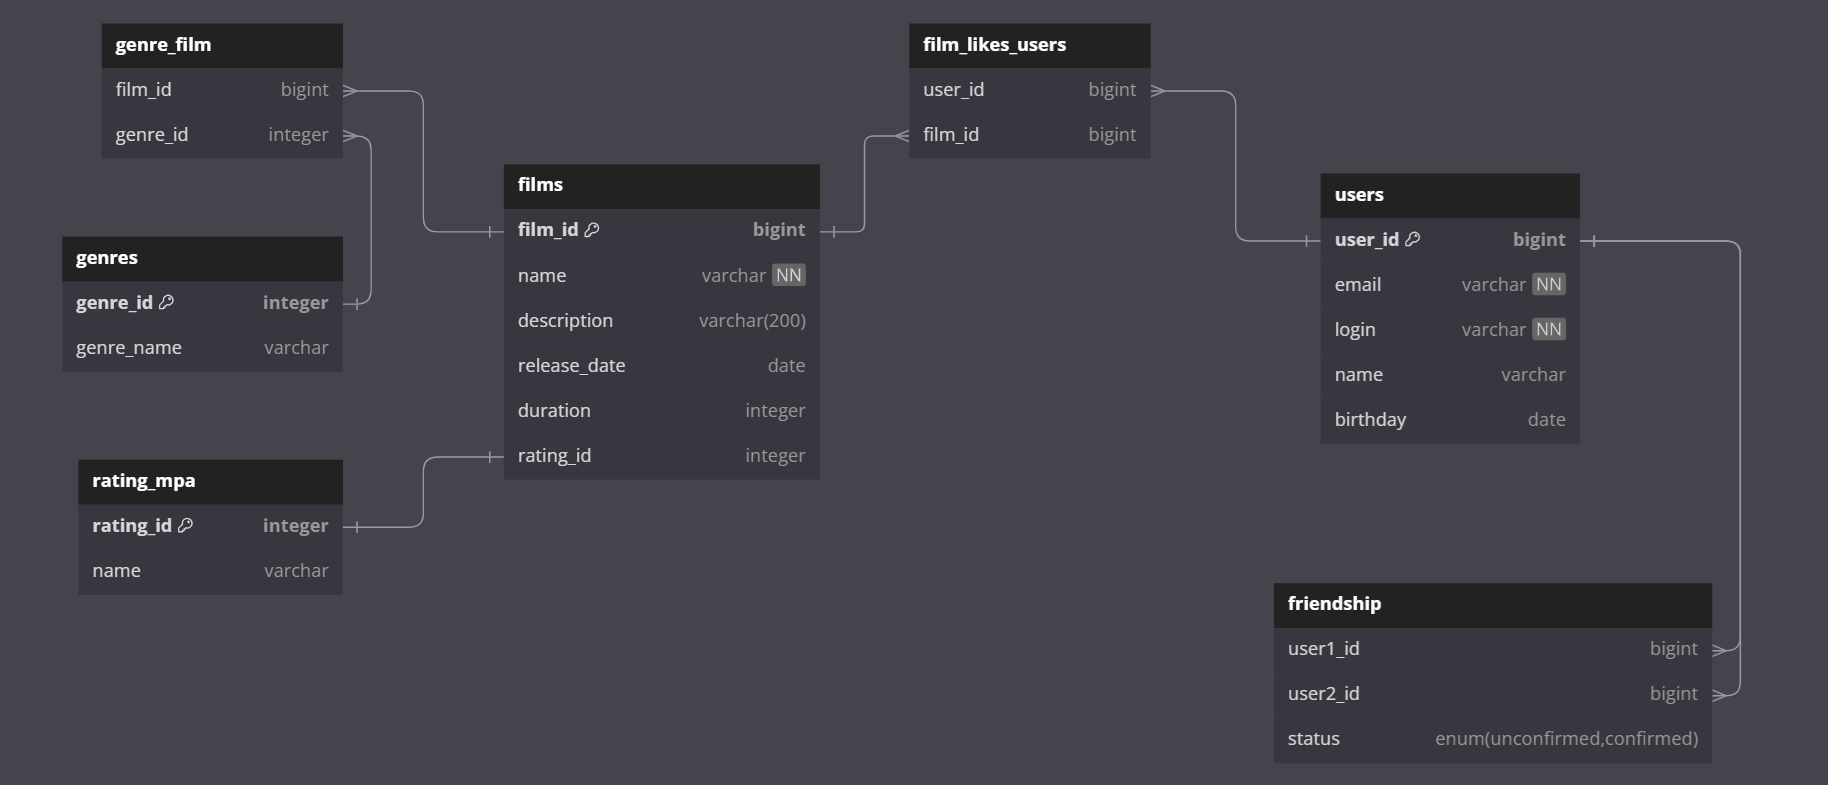 genre_film
film_id bigint
genre_id integer
genres
genre_id integer
genre_name varchar
rating_mpa
rating_id integer
name varchar
films
film_id bigint
name varchar NN
description varchar(200)
release_date date
duration integer
rating_id integer
film_likes_users
user_id bigint
film_id bigint
users
user_id bigint
email varchar NN
login varchar NN
name varchar
birthday date
friendship
user1_id bigint
user2_id bigint
status enum(unconfirmed,confirmed)